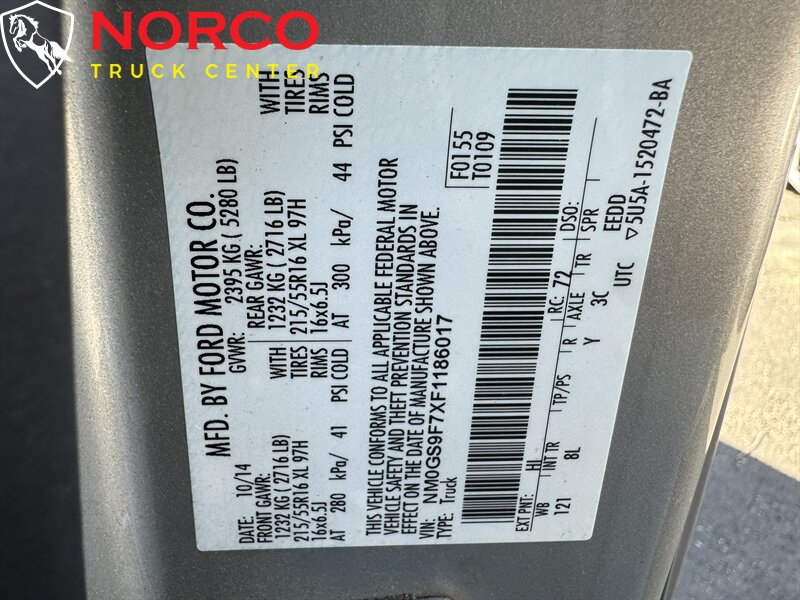 NORCO
TRUCK CENTER
MFD. BY FORD MOTOR CO.
DATE: 10/14 GVWR: 2395 KG ( 5280 LB)
FRONT GAWR: REAR GAWR:
1232 KG ( 2716 LB) WITH 1232 KG ( 2716 LB) WITH
215/55R16 XL 97H TIRES 215/55R16 XL 97H TIRES
16x6.5J RIMS 16x6.5J RIMS
AT 280 kPa/ 41 PSI COLD AT 300 kPa/ 44 PSI COLD
THIS VEHICLE CONFORMS TO ALL APPLICABLE FEDERAL MOTOR
VEHICLE SAFETY AND THEFT PREVENTION STANDARDS IN
EFFECT ON THE DATE OF MANUFACTURE SHOWN ABOVE.
VIN: NM0GS9F7XF1186017
TYPE: Truck
F0155
T0109
EXT PNT: HI RC: 72 DSO:
WB INT TR TP/PS R AXLE TR SPR
121 8L Y 3C EEDD
UTC ▽5U5A-1520472-BA